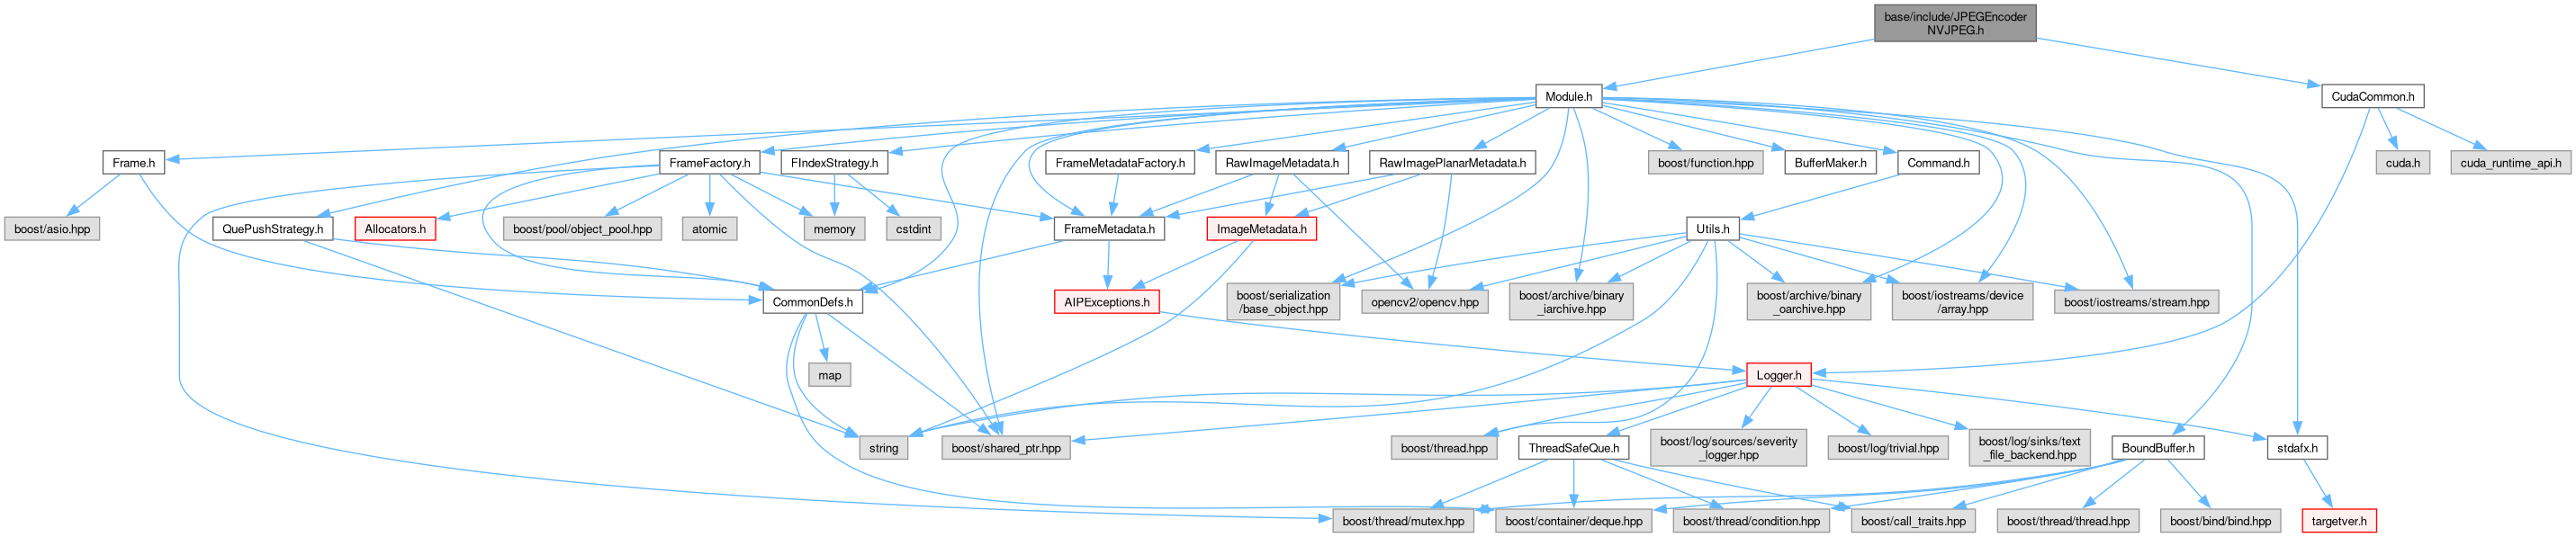 base/include/JPEGEncoder
NVJPEG.h
Module.h
CudaCommon.h
Frame.h
FrameFactory.h
FIndexStrategy.h
FrameMetadataFactory.h
RawImageMetadata.h
RawImagePlanarMetadata.h
boost/function.hpp
BufferMaker.h
Command.h
cuda.h
cuda_runtime_api.h
boost/asio.hpp
QuePushStrategy.h
Allocators.h
boost/pool/object_pool.hpp
atomic
memory
cstdint
FrameMetadata.h
ImageMetadata.h
Utils.h
CommonDefs.h
AIPExceptions.h
boost/serialization
/base_object.hpp
opencv2/opencv.hpp
boost/archive/binary
_iarchive.hpp
boost/archive/binary
_oarchive.hpp
boost/iostreams/device
/array.hpp
boost/iostreams/stream.hpp
map
Logger.h
string
boost/shared_ptr.hpp
boost/thread.hpp
ThreadSafeQue.h
boost/log/sources/severity
_logger.hpp
boost/log/trivial.hpp
boost/log/sinks/text
_file_backend.hpp
BoundBuffer.h
stdafx.h
boost/thread/mutex.hpp
boost/container/deque.hpp
boost/thread/condition.hpp
boost/call_traits.hpp
boost/thread/thread.hpp
boost/bind/bind.hpp
targetver.h